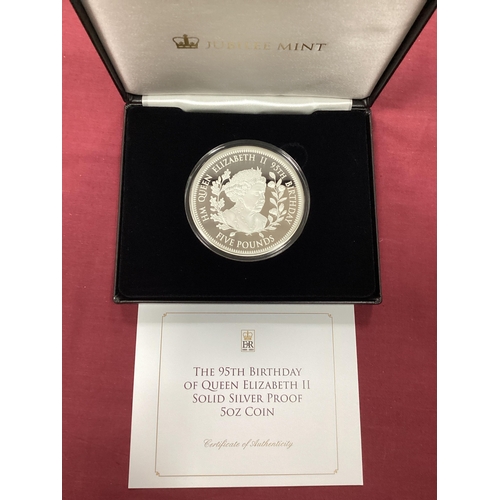 JUBILEE MINT
HM QUEEN ELIZABETH II 95TH BIRTHDAY
FIVE POUNDS
E R
THE 95TH BIRTHDAY
OF QUEEN ELIZABETH II
SOLID SILVER PROOF
5OZ COIN
Certificate of Authenticity